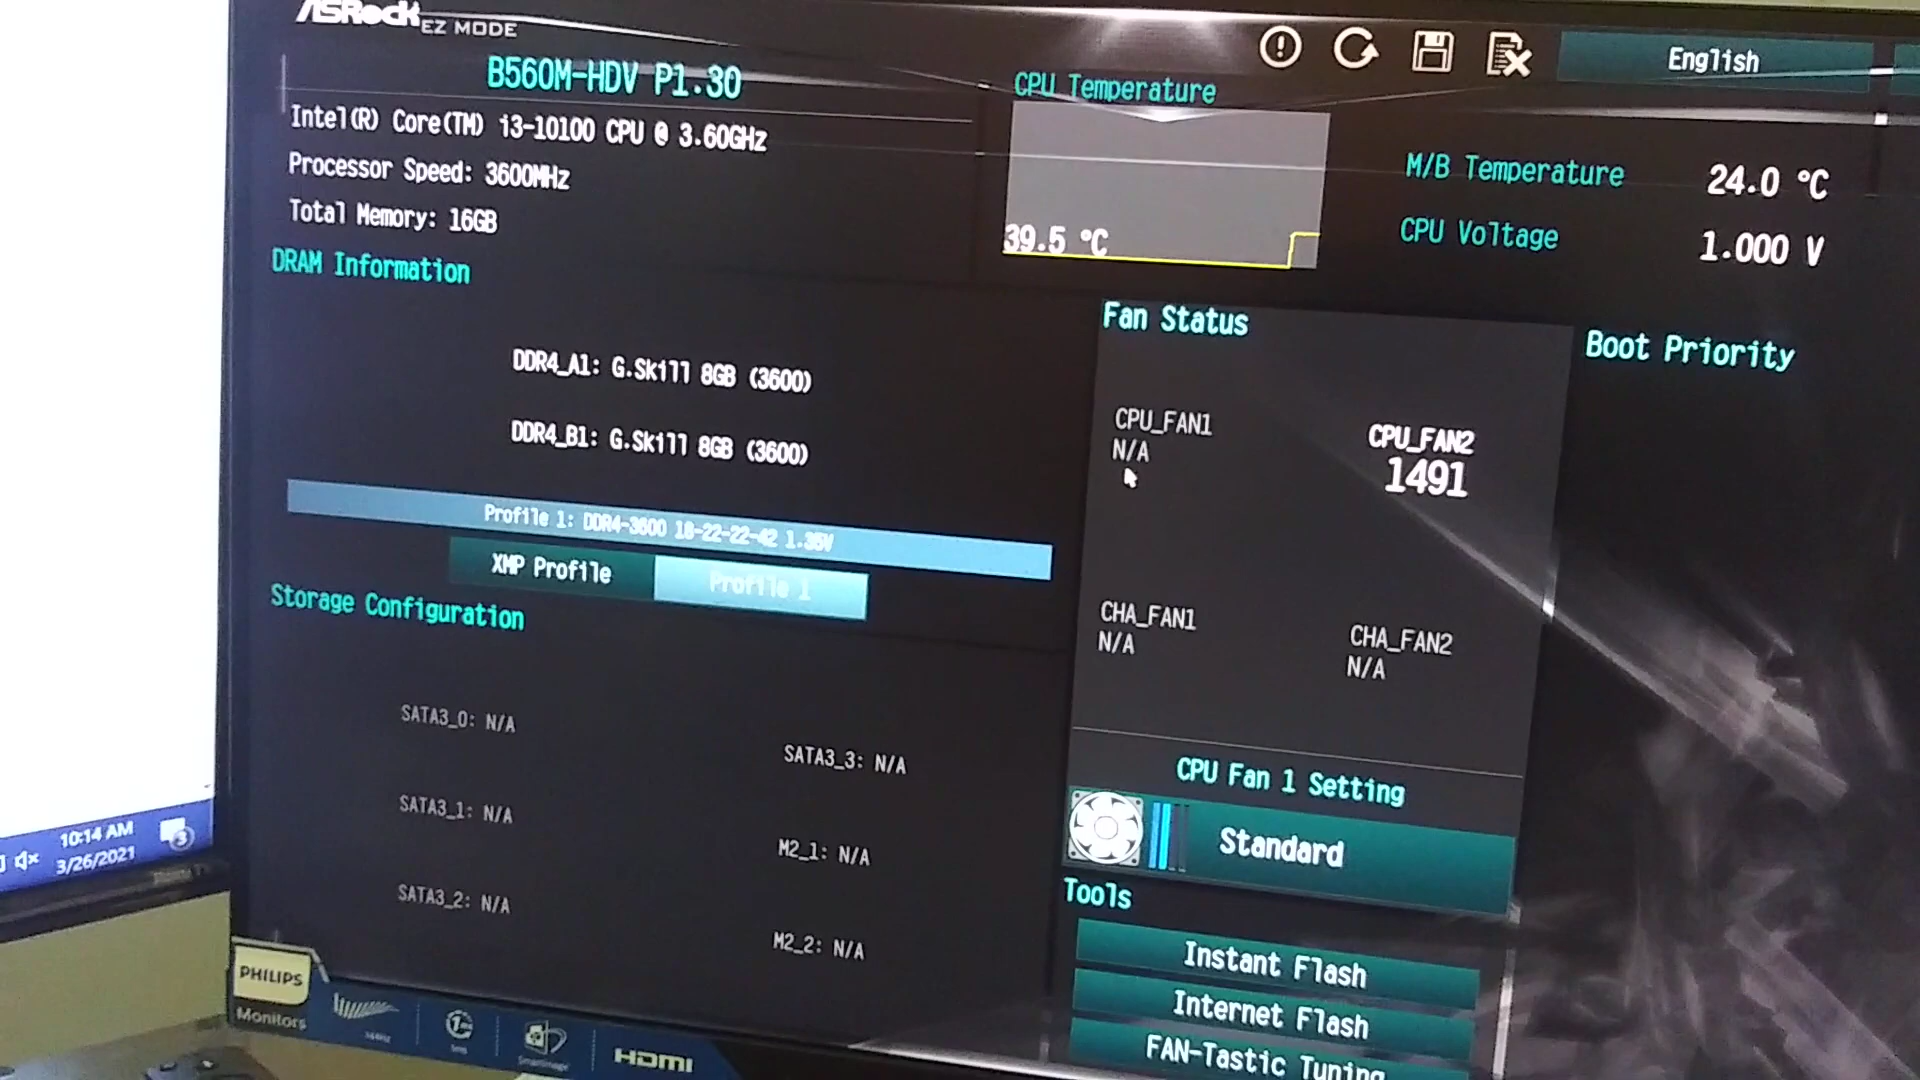 ASRock
EZ MODE
English
B560M-HDV P1.30
Intel(R) Core(TM) i3-10100 CPU @ 3.60GHz
Processor Speed: 3600MHz
Total Memory: 16GB
CPU Temperature
39.5 °C
M/B Temperature 24.0 °C
CPU Voltage 1.000 V
DRAM Information
DDR4_A1: G.Skill 8GB (3600)
DDR4_B1: G.Skill 8GB (3600)
Profile 1: DDR4-3600 18-22-22-42 1.35V
XMP Profile Profile 1
Storage Configuration
SATA3_0: N/A
SATA3_3: N/A
SATA3_1: N/A
M2_1: N/A
SATA3_2: N/A
M2_2: N/A
Fan Status
CPU_FAN1
N/A
CPU_FAN2
1491
CHA_FAN1
N/A
CHA_FAN2
N/A
CPU Fan 1 Setting
Standard
Tools
Instant Flash
Internet Flash
FAN-Tastic Tuning
Boot Priority
10:14 AM
3/26/2021
3
PHILIPS
Monitors
HDMI